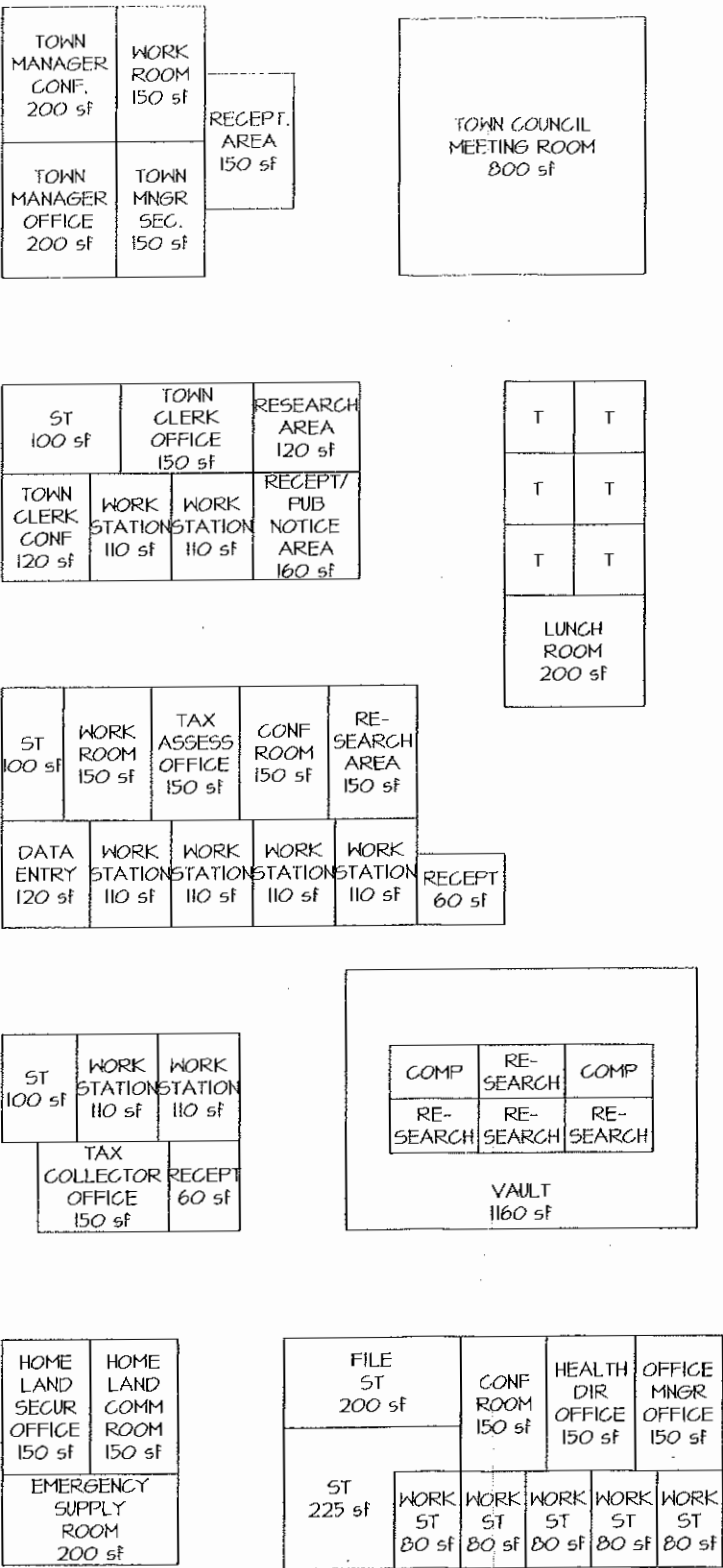 TOWN
MANAGER
CONF.
200 sf
WORK
ROOM
150 sf
RECEPT.
AREA
150 sf
TOWN
MANAGER
OFFICE
200 sf
TOWN
MNGR
SEC.
150 sf
TOWN COUNCIL
MEETING ROOM
800 sf
ST
100 sf
TOWN
CLERK
OFFICE
150 sf
RESEARCH
AREA
120 sf
TOWN
CLERK
CONF
120 sf
WORK
STATION
110 sf
WORK
STATION
110 sf
RECEPT/
PUB
NOTICE
AREA
160 sf
T
T
T
T
T
T
LUNCH
ROOM
200 sf
ST
100 sf
WORK
ROOM
150 sf
TAX
ASSESS
OFFICE
150 sf
CONF
ROOM
150 sf
RE-
SEARCH
AREA
150 sf
DATA
ENTRY
120 sf
WORK
STATION
110 sf
WORK
STATION
110 sf
WORK
STATION
110 sf
WORK
STATION
110 sf
RECEPT
60 sf
ST
100 sf
WORK
STATION
110 sf
WORK
STATION
110 sf
TAX
COLLECTOR
OFFICE
150 sf
RECEPT
60 sf
COMP
RE-
SEARCH
COMP
RE-
SEARCH
RE-
SEARCH
RE-
SEARCH
VAULT
1160 sf
HOME
LAND
SECUR
OFFICE
150 sf
HOME
LAND
COMM
ROOM
150 sf
EMERGENCY
SUPPLY
ROOM
200 sf
FILE
ST
200 sf
CONF
ROOM
150 sf
HEALTH
DIR
OFFICE
150 sf
OFFICE
MNGR
OFFICE
150 sf
ST
225 sf
WORK
ST
80 sf
WORK
ST
80 sf
WORK
ST
80 sf
WORK
ST
80 sf
WORK
ST
80 sf